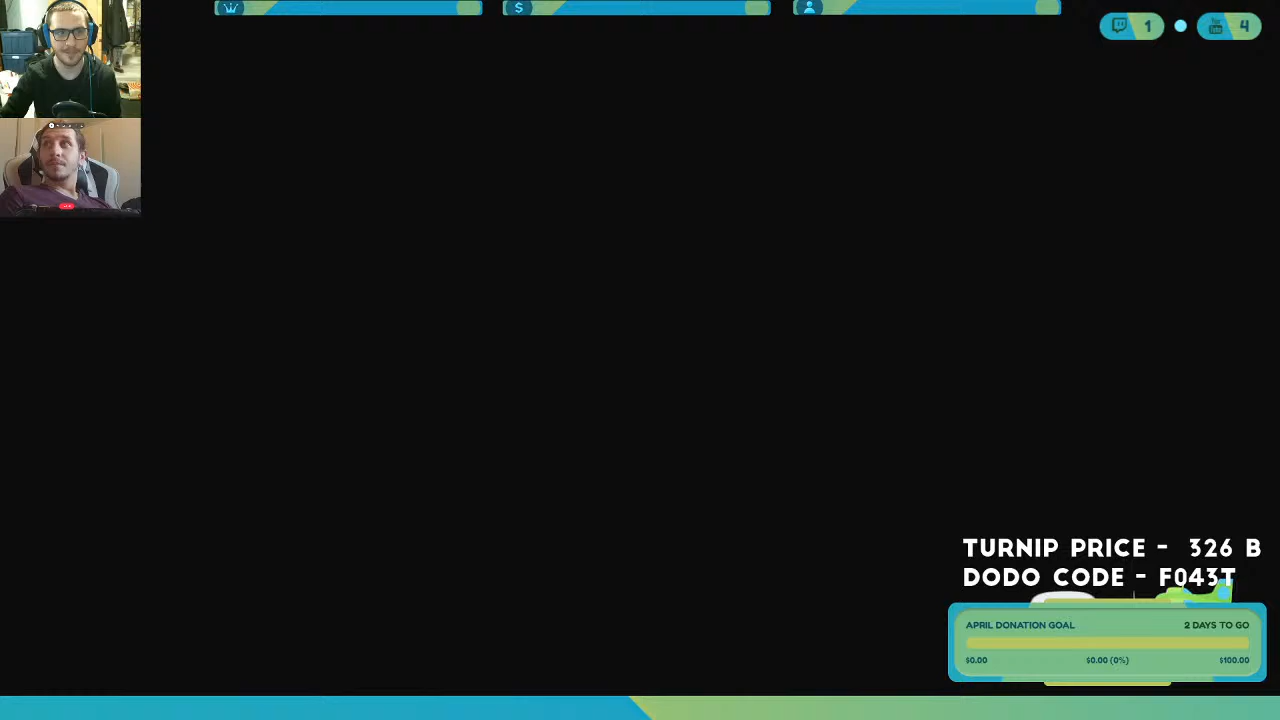 1
4
TURNIP PRICE - 326 B
DODO CODE - F043T
APRIL DONATION GOAL 2 DAYS TO GO
$0.00 $0.00 (0%) $100.00